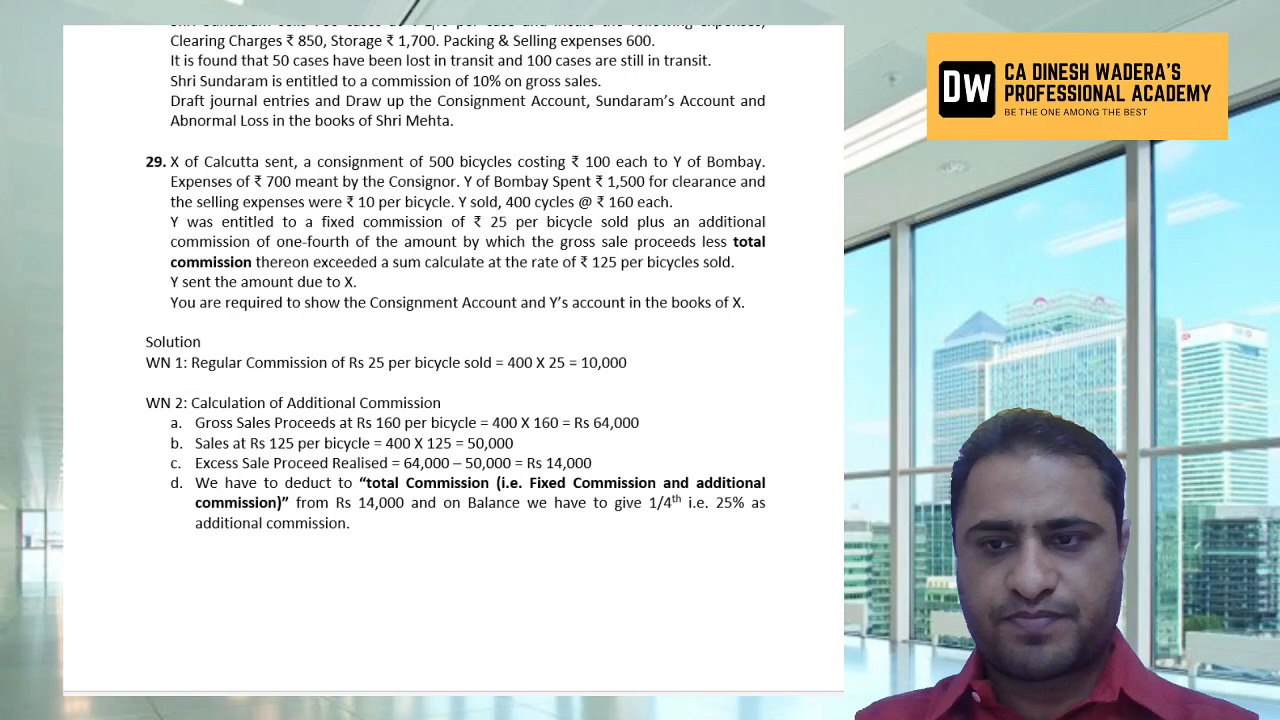 Clearing Charges ₹ 850, Storage ₹ 1,700. Packing & Selling expenses 600.
It is found that 50 cases have been lost in transit and 100 cases are still in transit.
Shri Sundaram is entitled to a commission of 10% on gross sales.
Draft journal entries and Draw up the Consignment Account, Sundaram's Account and
Abnormal Loss in the books of Shri Mehta.
29. X of Calcutta sent, a consignment of 500 bicycles costing ₹ 100 each to Y of Bombay.
Expenses of ₹ 700 meant by the Consignor. Y of Bombay Spent ₹ 1,500 for clearance and
the selling expenses were ₹ 10 per bicycle. Y sold, 400 cycles @ ₹ 160 each.
Y was entitled to a fixed commission of ₹ 25 per bicycle sold plus an additional
commission of one-fourth of the amount by which the gross sale proceeds less total
commission thereon exceeded a sum calculate at the rate of ₹ 125 per bicycles sold.
Y sent the amount due to X.
You are required to show the Consignment Account and Y's account in the books of X.
Solution
WN 1: Regular Commission of Rs 25 per bicycle sold = 400 X 25 = 10,000
WN 2: Calculation of Additional Commission
a. Gross Sales Proceeds at Rs 160 per bicycle = 400 X 160 = Rs 64,000
b. Sales at Rs 125 per bicycle = 400 X 125 = 50,000
c. Excess Sale Proceed Realised = 64,000 – 50,000 = Rs 14,000
d. We have to deduct to "total Commission (i.e. Fixed Commission and additional
commission)" from Rs 14,000 and on Balance we have to give 1/4th i.e. 25% as
additional commission.
DW
CA DINESH WADERA'S
PROFESSIONAL ACADEMY
BE THE ONE AMONG THE BEST